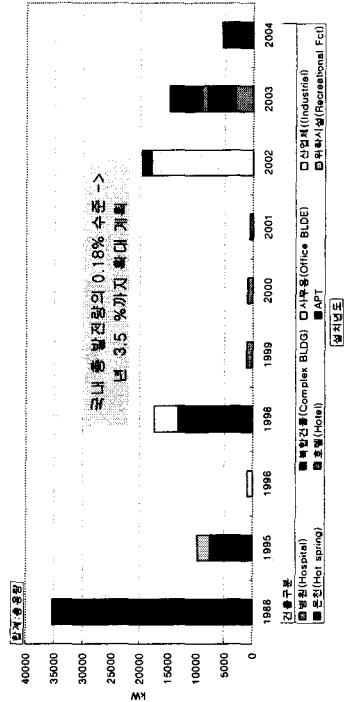 합계:총용량
40000
35000
30000
25000
20000
15000
10000
5000
0
kW
국내 총 발전량의 0.18% 수준 ->
년 3.5 %까지 확대 계획
1988 1995 1996 1998 1999 2000 2001 2002 2003 2004
건축구분
병원(Hospital) 복합건물(Complex BLDG) 사무용(Office BLDE) 산업체((Industrial)
온천(Hot spring) 호텔(Hotel) APT 위락시설(Recreational Fct)
설치년도